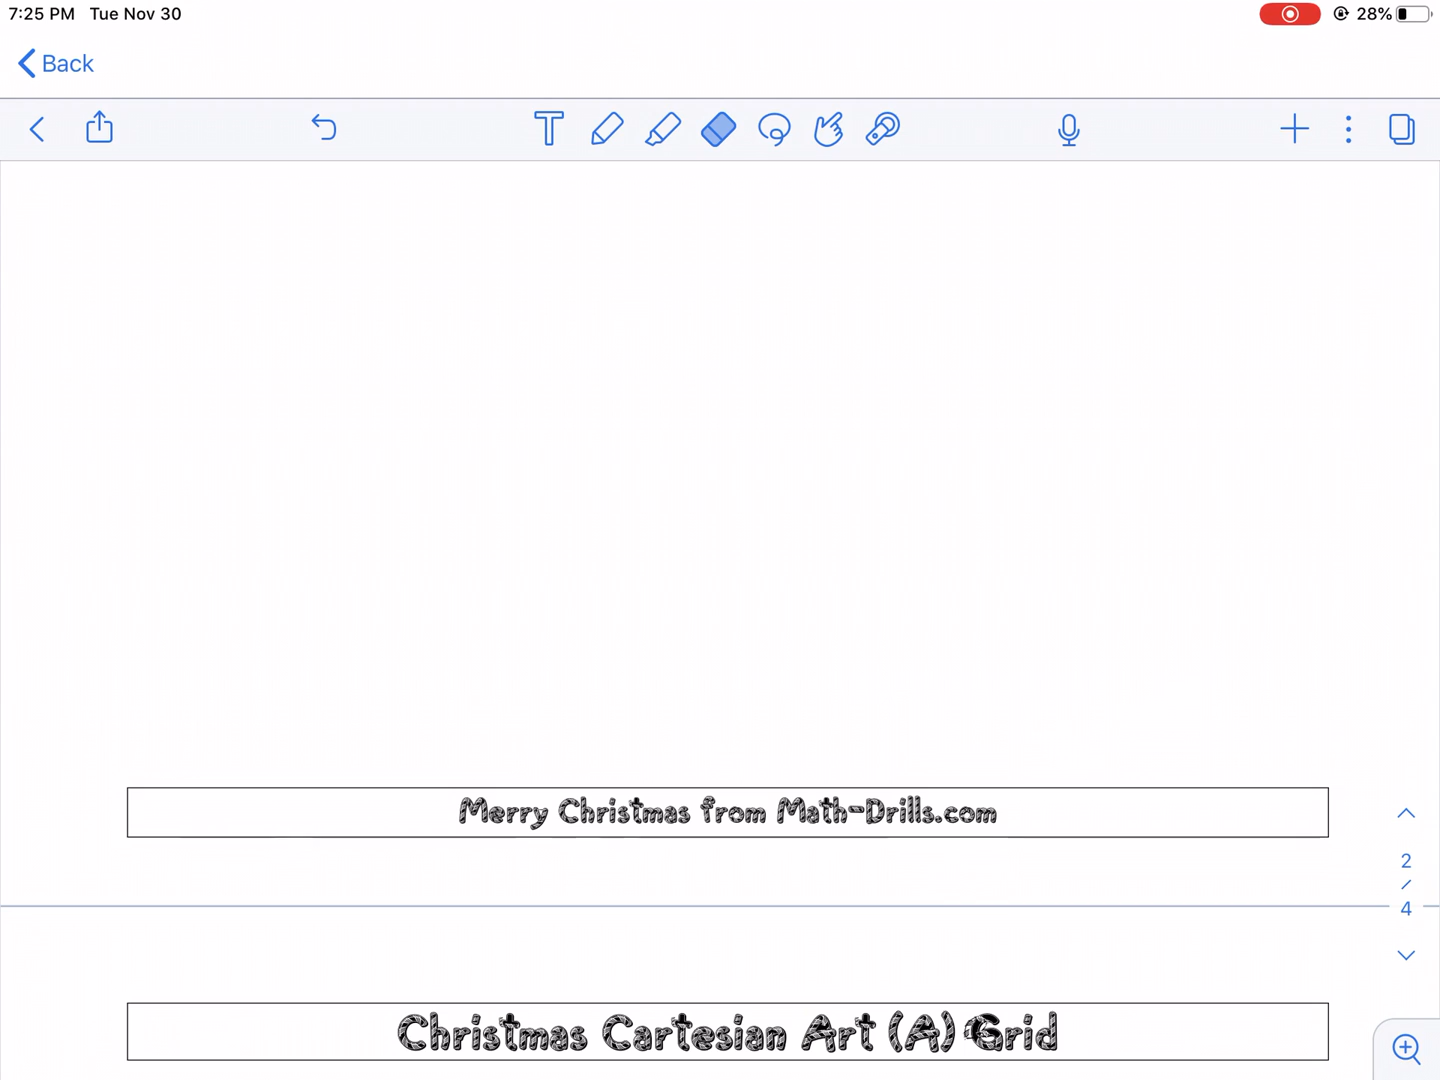 7:25 PM Tue Nov 30 28%
Back
Merry Christmas from Math-Drills.com
2
/
4
Christmas Cartesian Art (A) Grid